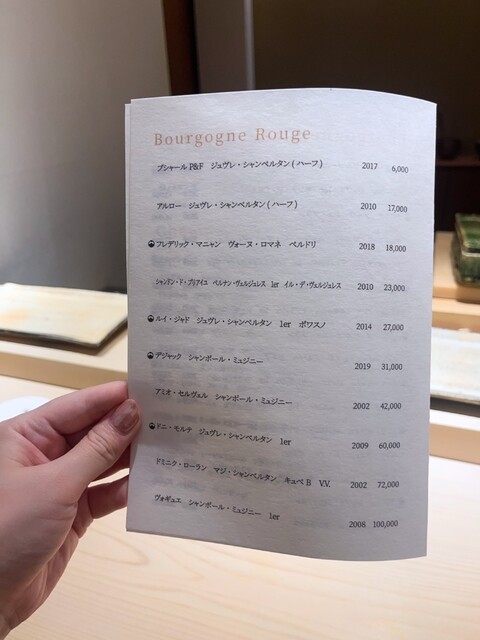 Bourgogne Rouge
ブシャール P&F ジュヴレ・シャンベルタン ( ハーフ ) 2017 6,000
アルロー ジュヴレ・シャンベルタン ( ハーフ ) 2010 17,000
フレデリック・マニャン ヴォーヌ・ロマネ ペルドリ 2018 18,000
シャンドン・ド・ブリアイユ ペルナン・ヴェルジュレス 1er イル・デ・ヴェルジュレス 2010 23,000
ルイ・ジャド ジュヴレ・シャンベルタン 1er ポワスノ 2014 27,000
デジャック シャンボール・ミュジニー 2019 31,000
アミオ・セルヴェル シャンボール・ミュジニー 2002 42,000
ドニ・モルテ ジュヴレ・シャンベルタン 1er 2009 60,000
ドミニク・ローラン マジ・シャンベルタン キュベ B V.V. 2002 72,000
ヴォギュエ シャンボール・ミュジニー 1er 2008 100,000